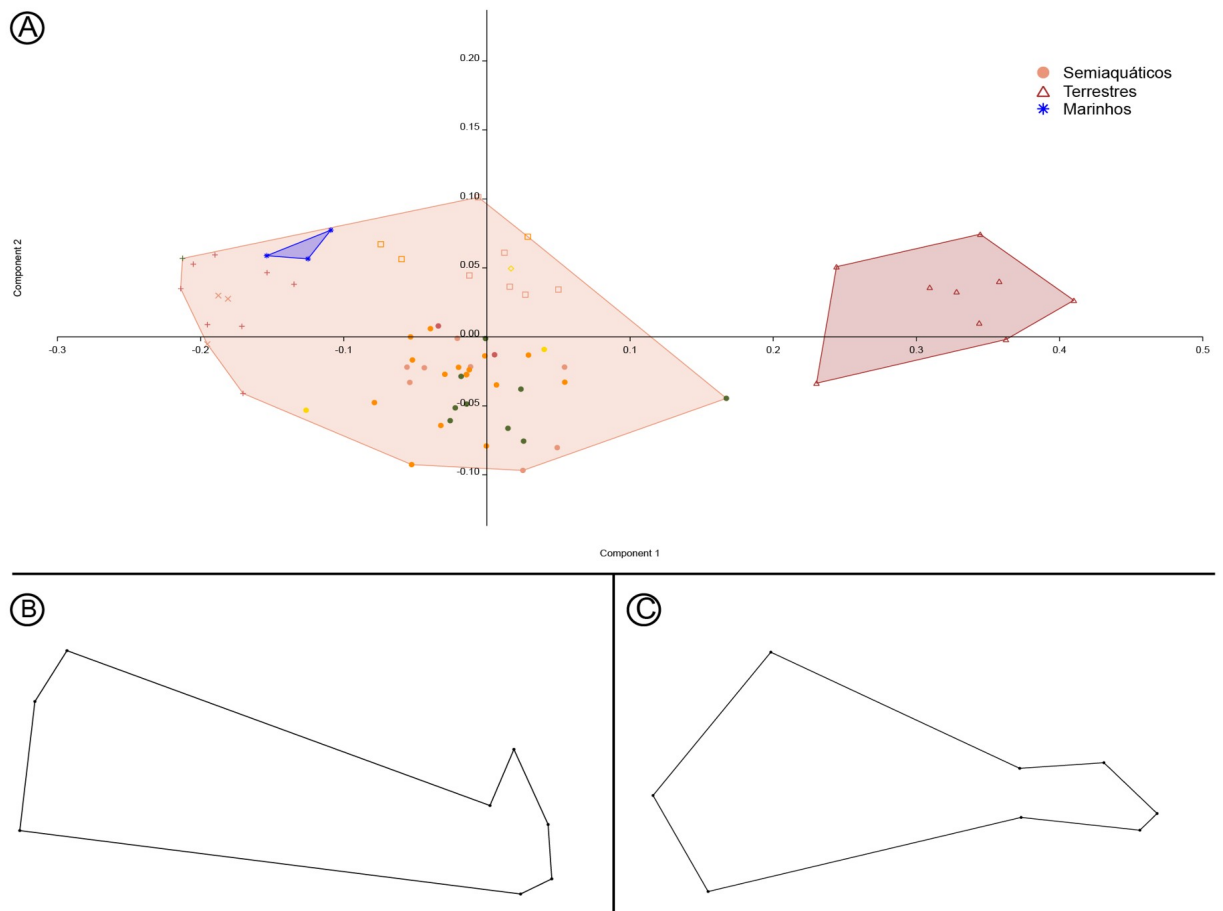 A
0.20
0.15
0.10
0.05
0.00
-0.05
-0.10
-0.3
-0.2
-0.1
0.1
0.2
0.3
0.4
0.5
Component 2
Component 1
Semiaquáticos
Terrestres
Marinhos
B
C